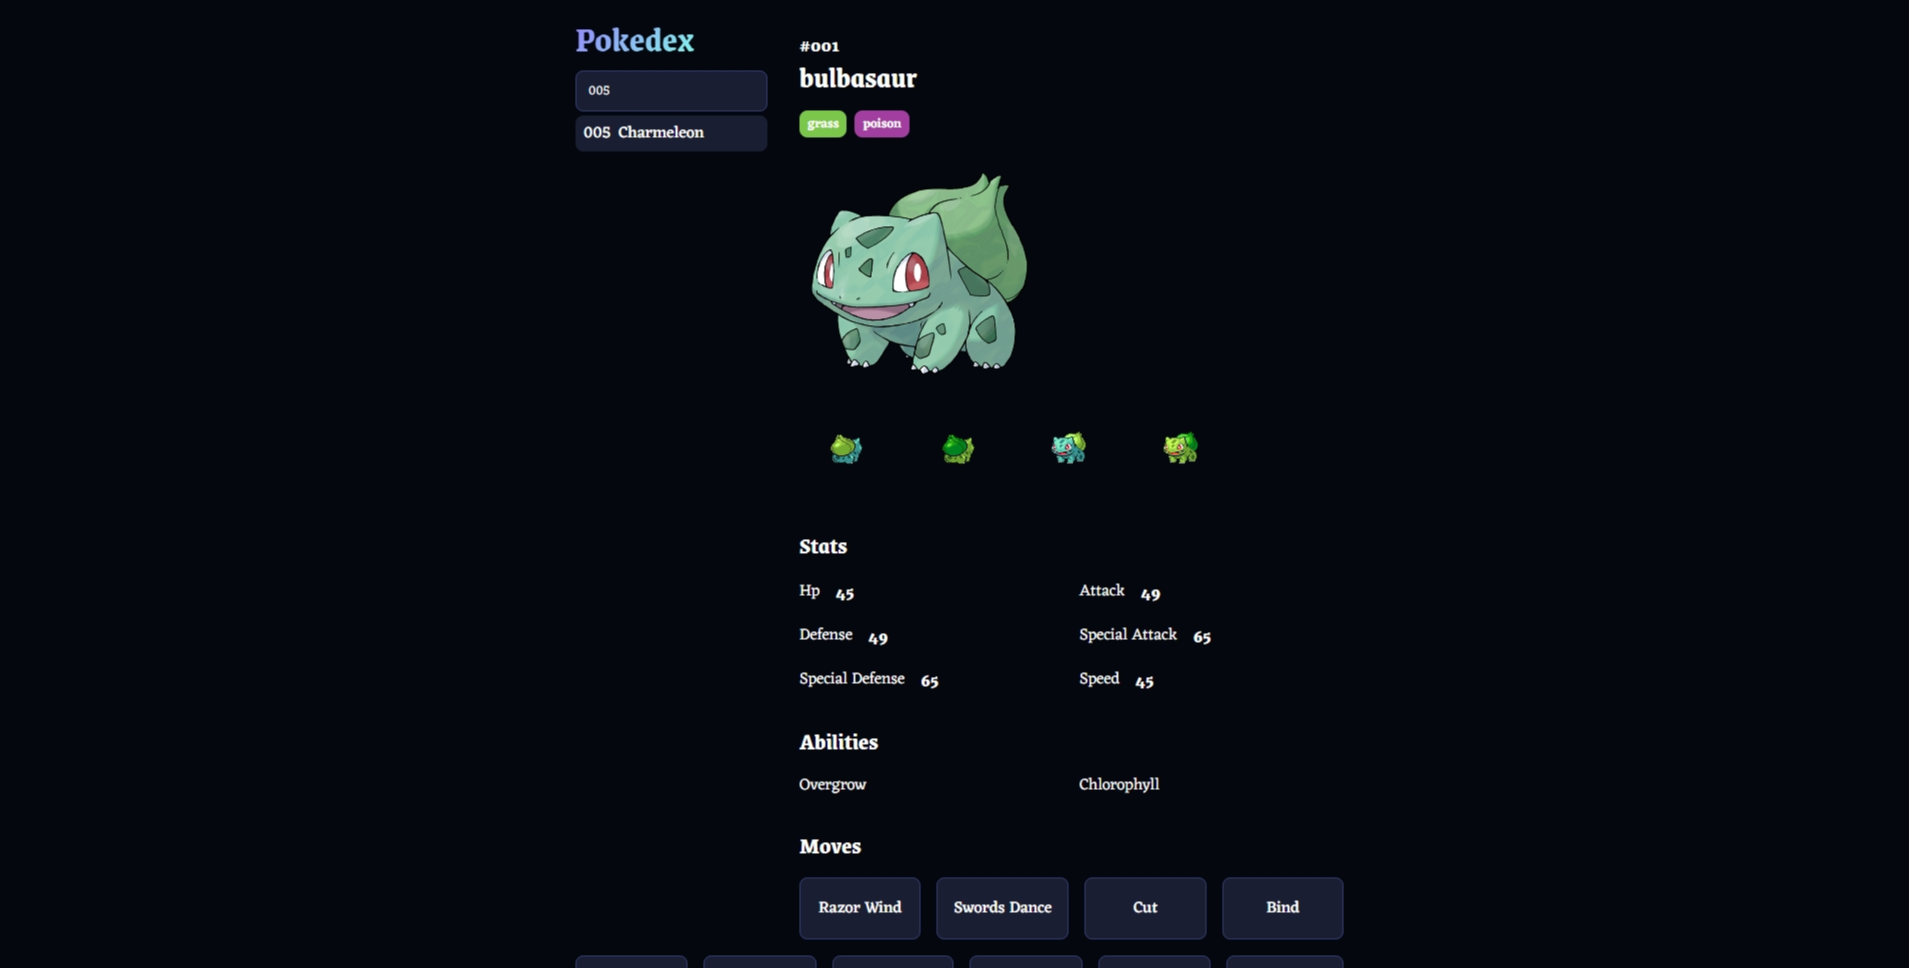 Pokedex
005
005 Charmeleon
#001
bulbasaur
grass poison
Stats
Hp 45 Attack 49
Defense 49 Special Attack 65
Special Defense 65 Speed 45
Abilities
Overgrow Chlorophyll
Moves
Razor Wind Swords Dance Cut Bind